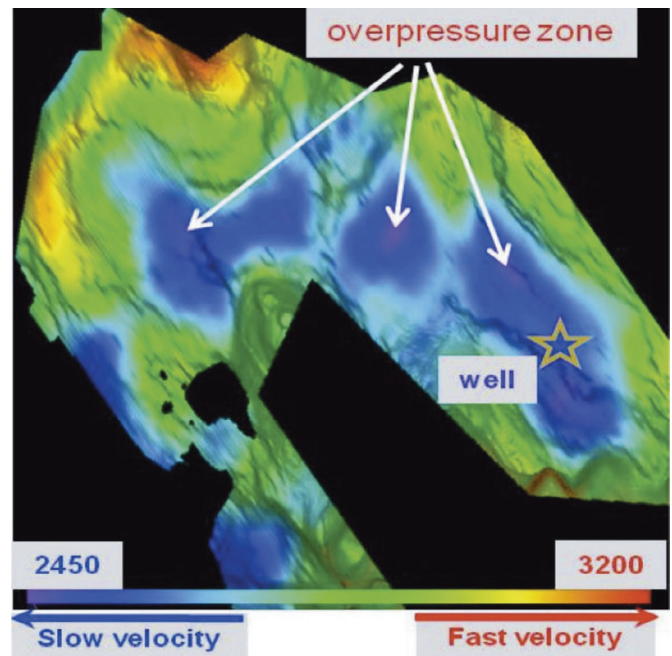 overpressure zone
well
2450
3200
Slow velocity
Fast velocity